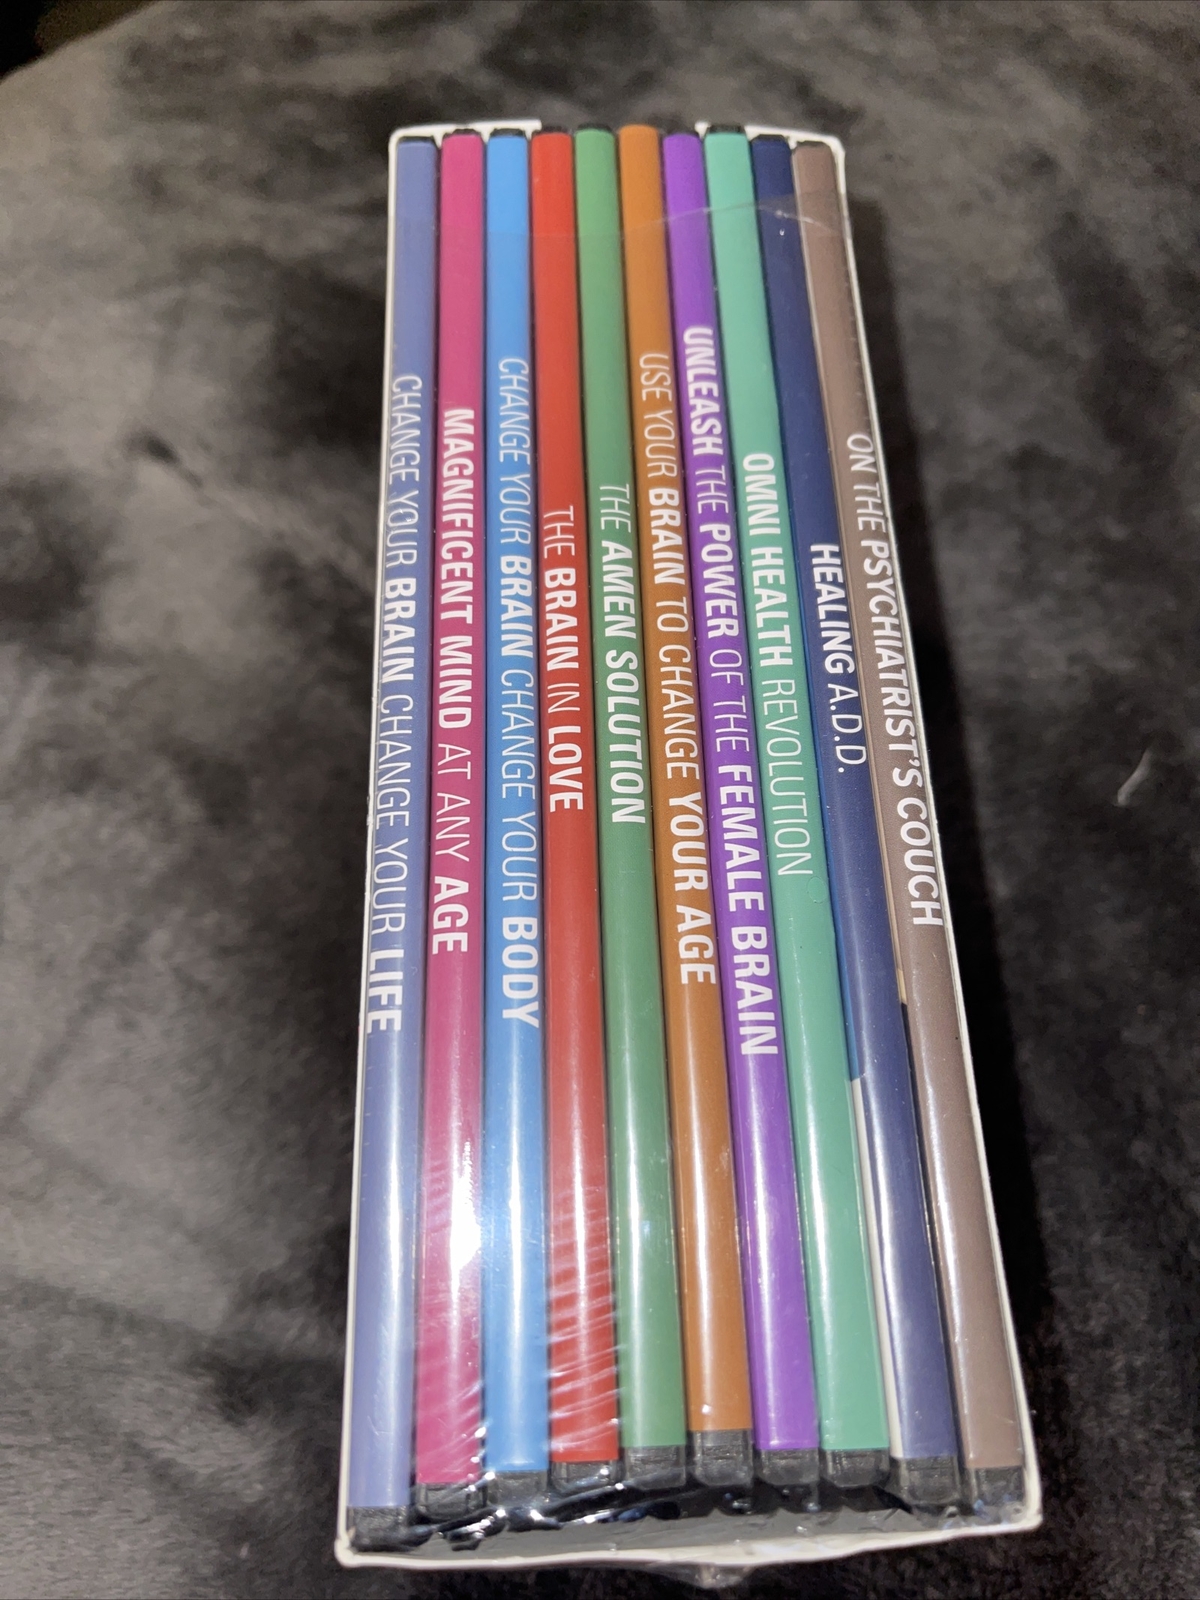 CHANGE YOUR BRAIN CHANGE YOUR LIFE
MAGNIFICENT MIND AT ANY AGE
CHANGE YOUR BRAIN CHANGE YOUR BODY
THE BRAIN IN LOVE
THE AMEN SOLUTION
USE YOUR BRAIN TO CHANGE YOUR AGE
UNLEASH THE POWER OF THE FEMALE BRAIN
OMNI HEALTH REVOLUTION
HEALING A.D.D.
ON THE PSYCHIATRIST'S COUCH